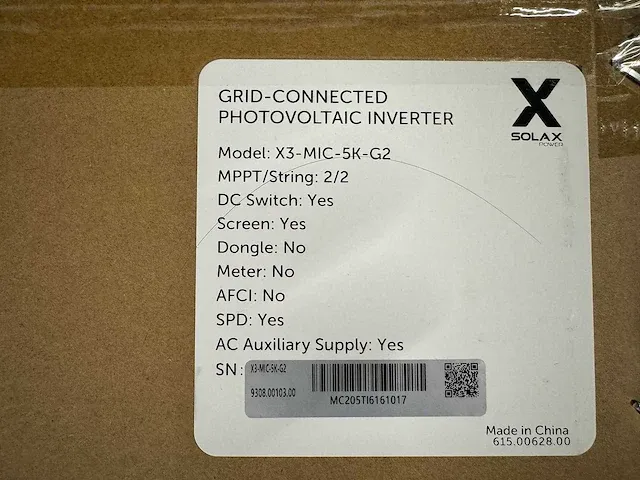 GRID-CONNECTED
PHOTOVOLTAIC INVERTER
X
SOLAX
POWER
Model: X3-MIC-5K-G2
MPPT/String: 2/2
DC Switch: Yes
Screen: Yes
Dongle: No
Meter: No
AFCI: No
SPD: Yes
AC Auxiliary Supply: Yes
SN:
X3-MIC-5K-G2
9308.00103.00
MC205TI6161017
Made in China
615.00628.00